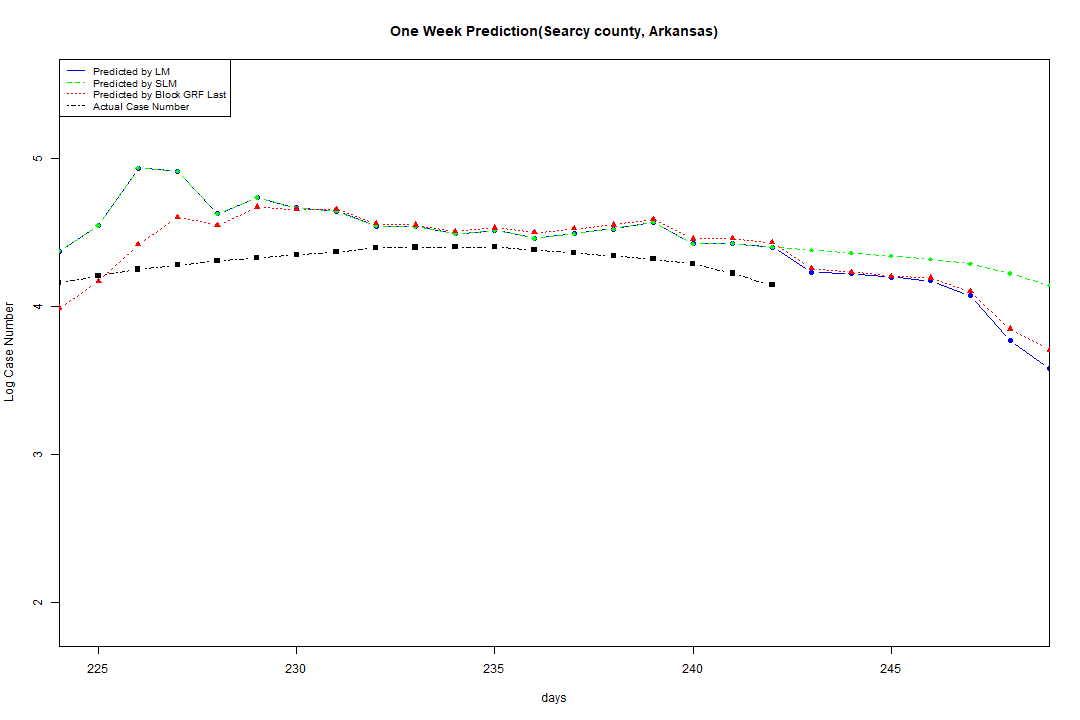 One Week Prediction(Searcy county, Arkansas)
Predicted by LM
Predicted by SLM
Predicted by Block GRF Last
Actual Case Number
5
4
3
2
Log Case Number
225 230 235 240 245
days